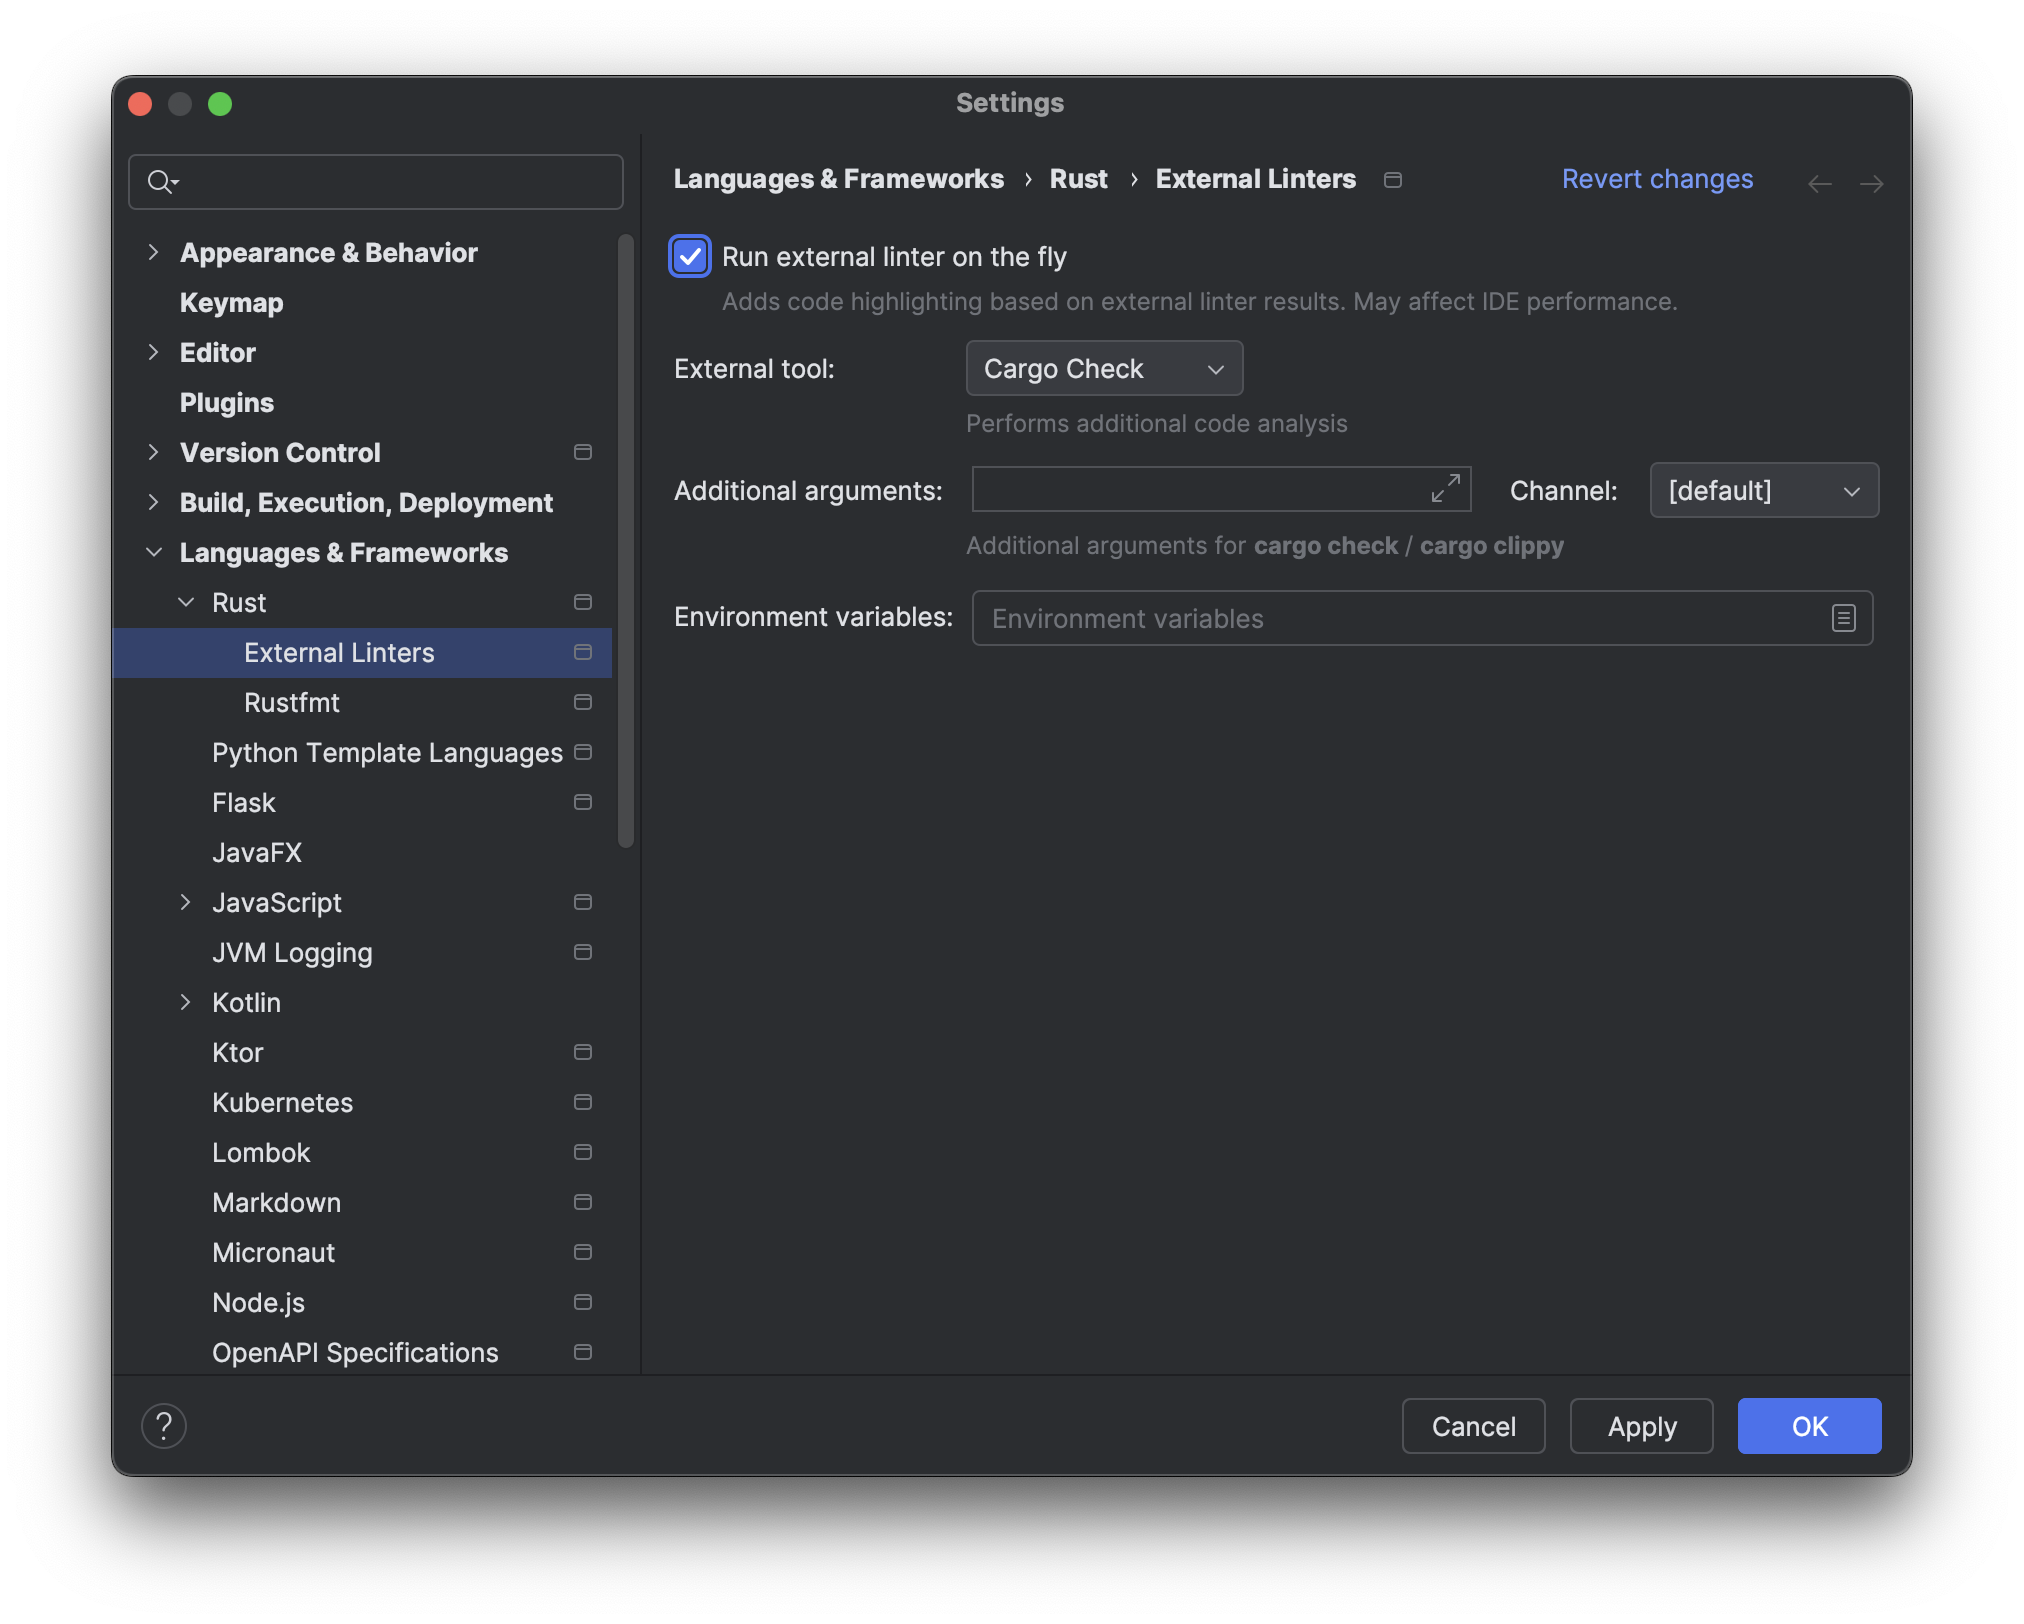 Settings
Appearance & Behavior
Keymap
Editor
Plugins
Version Control
Build, Execution, Deployment
Languages & Frameworks
Rust
External Linters
Rustfmt
Python Template Languages
Flask
JavaFX
JavaScript
JVM Logging
Kotlin
Ktor
Kubernetes
Lombok
Markdown
Micronaut
Node.js
OpenAPI Specifications
Languages & Frameworks › Rust › External Linters
Revert changes
Run external linter on the fly
Adds code highlighting based on external linter results. May affect IDE performance.
External tool: Cargo Check
Performs additional code analysis
Additional arguments: Channel: [default]
Additional arguments for cargo check / cargo clippy
Environment variables: Environment variables
? Cancel Apply OK